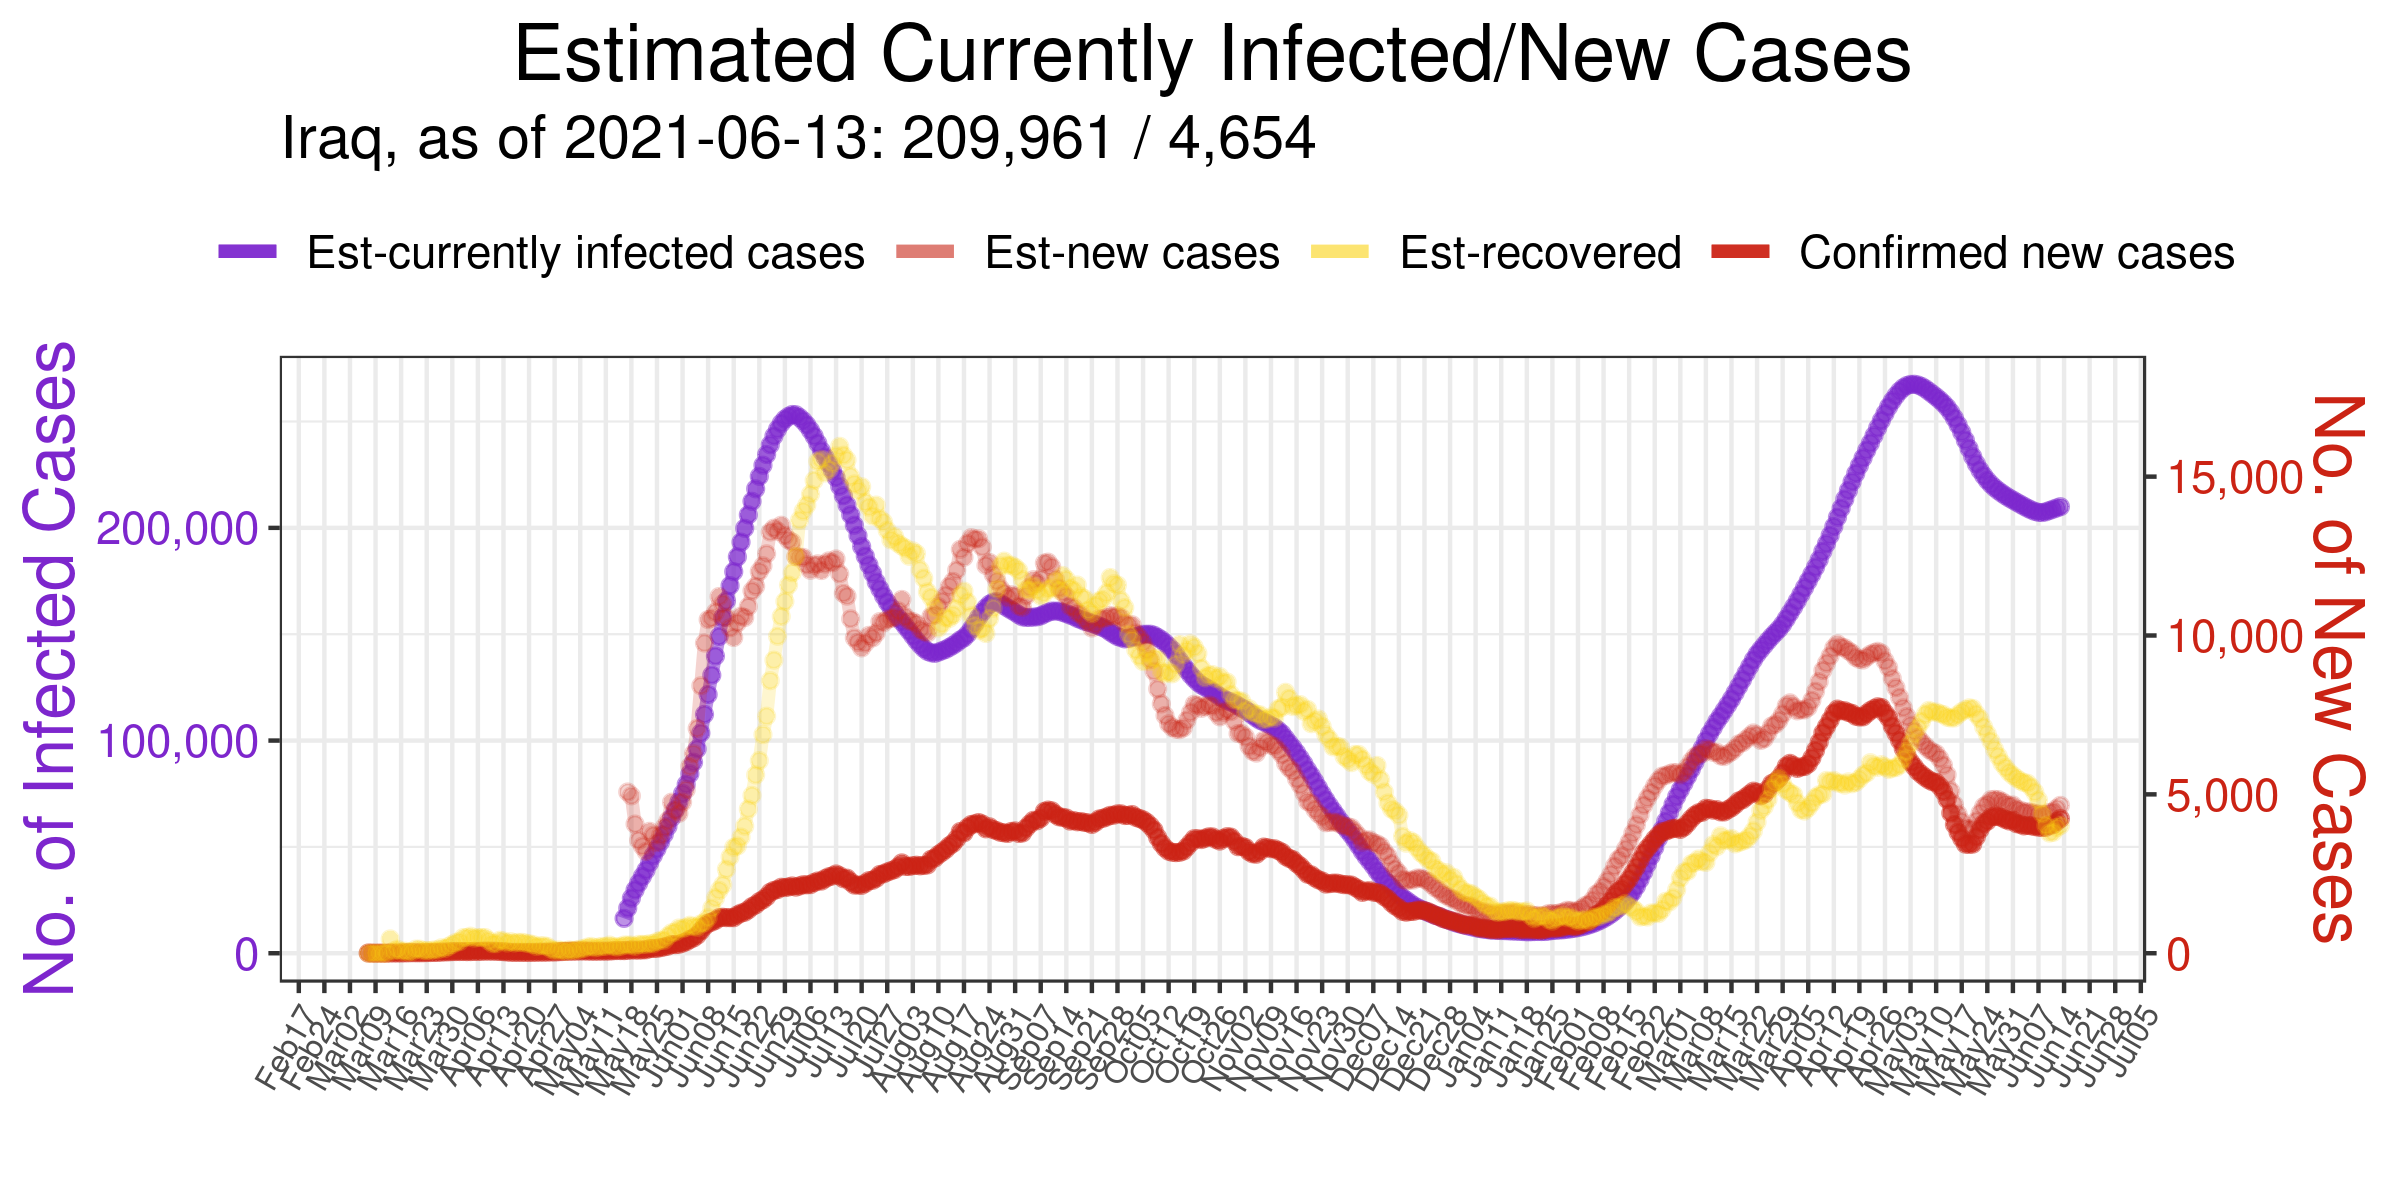 Estimated Currently Infected/New Cases
Iraq, as of 2021-06-13: 209,961 / 4,654
Est-currently infected cases
Est-new cases
Est-recovered
Confirmed new cases
No. of Infected Cases
200,000
100,000
0
15,000
10,000
5,000
0
No. of New Cases
Feb17
Feb24
Mar02
Mar09
Mar16
Mar23
Mar30
Apr06
Apr13
Apr20
Apr27
May04
May11
May18
May25
Jun01
Jun08
Jun15
Jun22
Jun29
Jul06
Jul13
Jul20
Jul27
Aug03
Aug10
Aug17
Aug24
Aug31
Sep07
Sep14
Sep21
Sep28
Oct05
Oct12
Oct19
Oct26
Nov02
Nov09
Nov16
Nov23
Nov30
Dec07
Dec14
Dec21
Dec28
Jan04
Jan11
Jan18
Jan25
Feb01
Feb08
Feb15
Feb22
Mar01
Mar08
Mar15
Mar22
Mar29
Apr05
Apr12
Apr19
Apr26
May03
May10
May17
May24
May31
Jun07
Jun14
Jun21
Jun28
Jul05